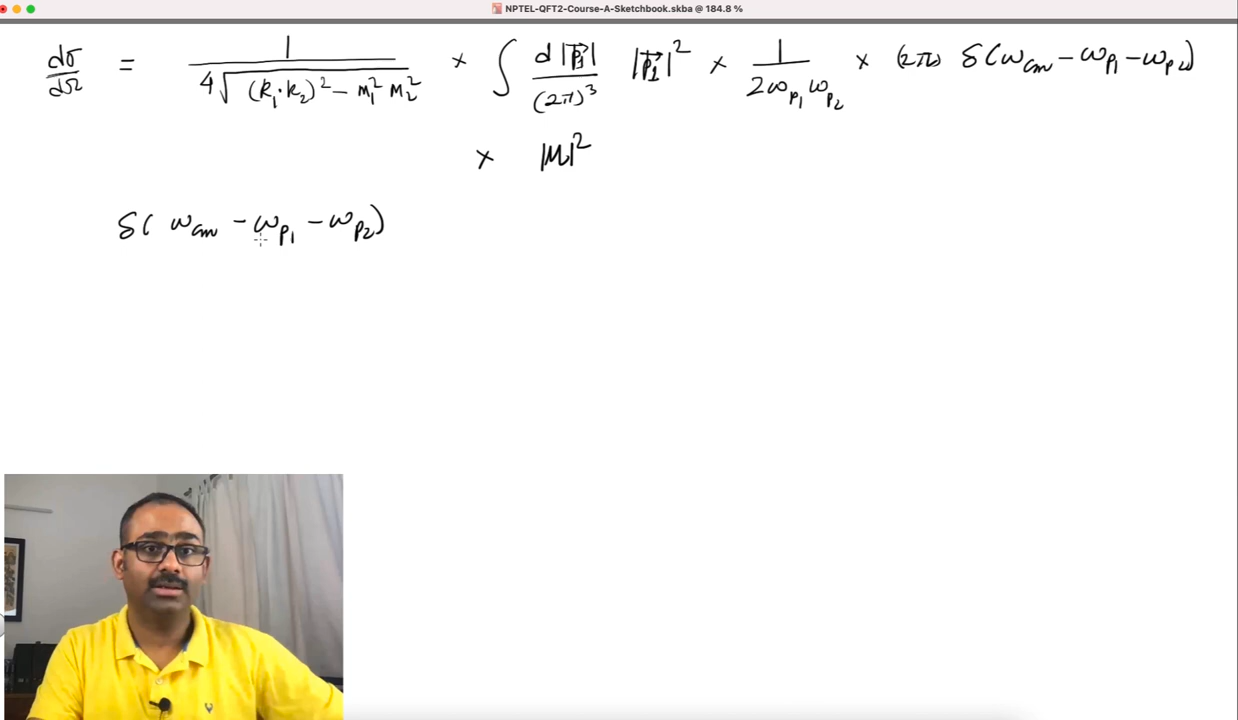 NPTEL-QFT2-Course-A-Sketchbook.skba @ 184.8 %
dσ/dΩ = 1/(4√((k₁·k₂)² − m₁² m₂²)) × ∫ d|p⃗₁|/(2π)³ |p⃗₁|² × 1/(2ω_p₁ ω_p₂) × (2π) δ(ω_cm − ω_p₁ − ω_p₂)
× |M|²
δ(ω_cm − ω_p₁ − ω_p₂)